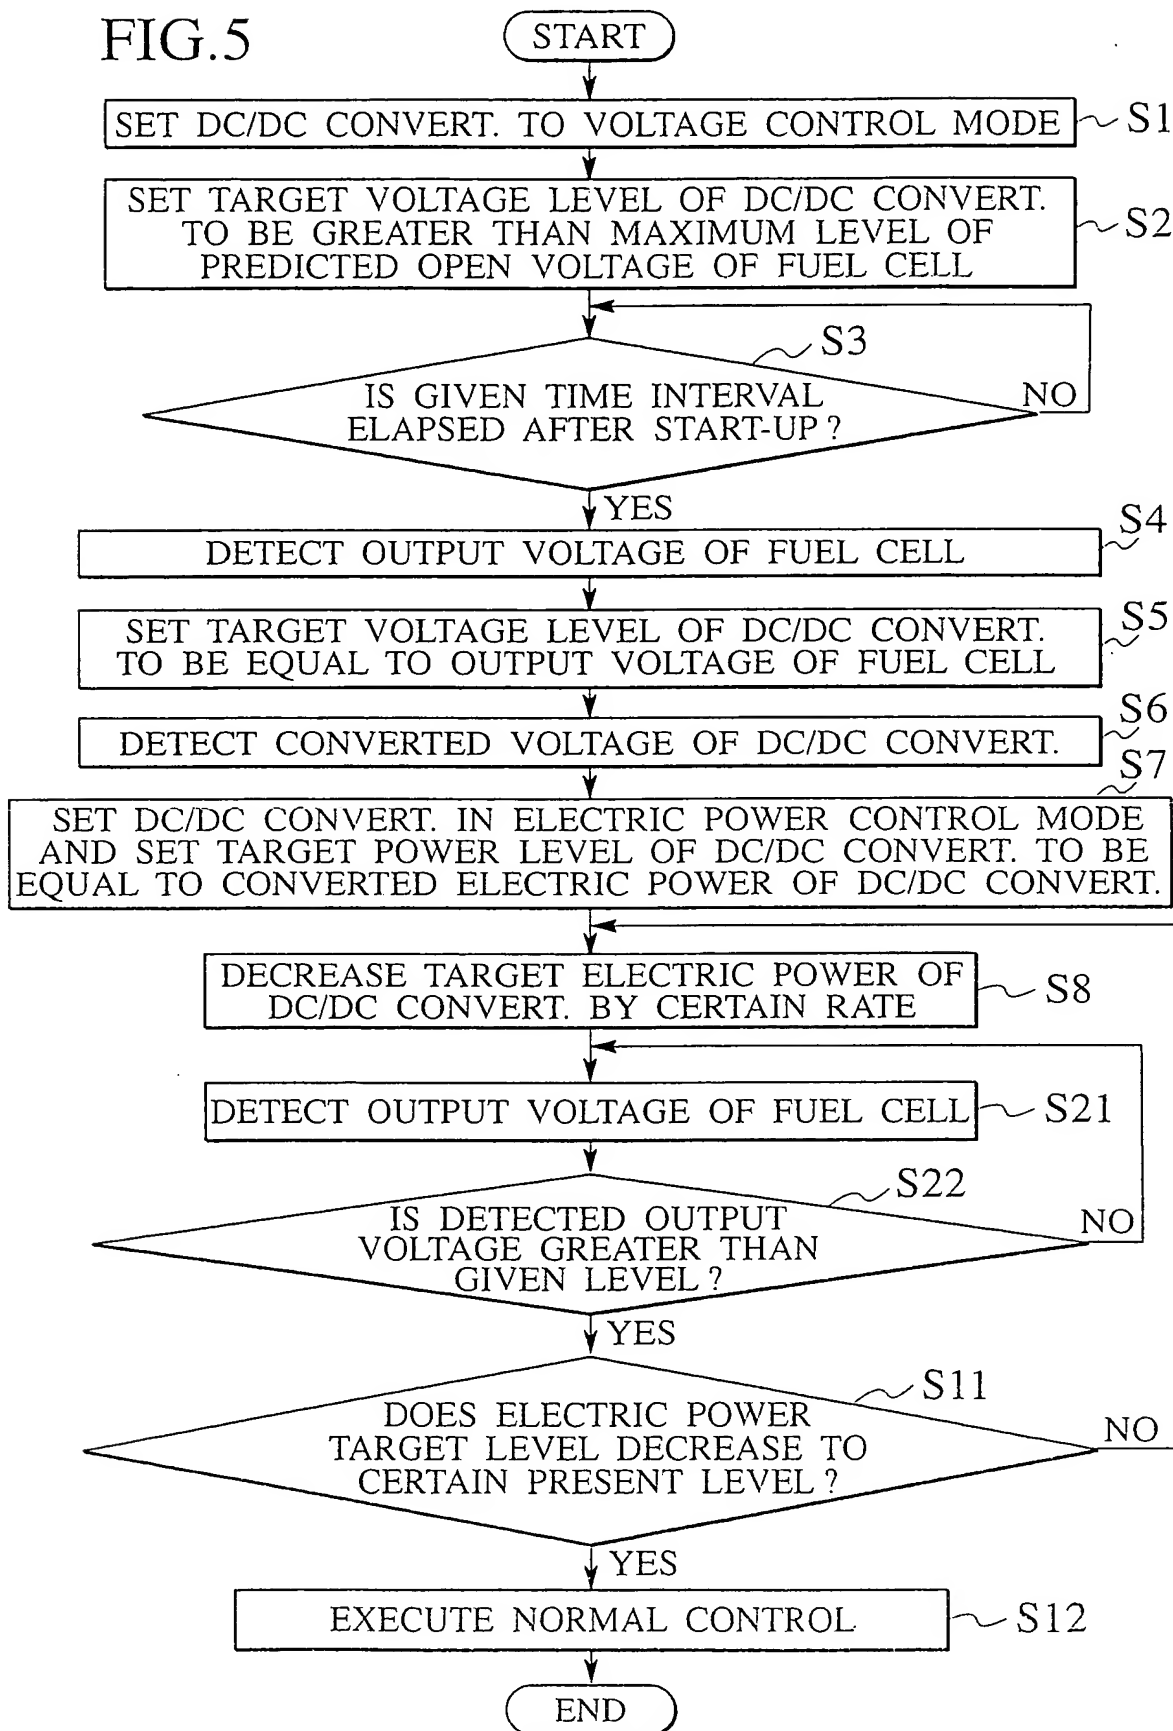 FIG.5
START
SET DC/DC CONVERT. TO VOLTAGE CONTROL MODE
S1
SET TARGET VOLTAGE LEVEL OF DC/DC CONVERT.
TO BE GREATER THAN MAXIMUM LEVEL OF
PREDICTED OPEN VOLTAGE OF FUEL CELL
S2
S3
IS GIVEN TIME INTERVAL
ELAPSED AFTER START-UP?
NO
YES
S4
DETECT OUTPUT VOLTAGE OF FUEL CELL
S5
SET TARGET VOLTAGE LEVEL OF DC/DC CONVERT.
TO BE EQUAL TO OUTPUT VOLTAGE OF FUEL CELL
S6
DETECT CONVERTED VOLTAGE OF DC/DC CONVERT.
S7
SET DC/DC CONVERT. IN ELECTRIC POWER CONTROL MODE
AND SET TARGET POWER LEVEL OF DC/DC CONVERT. TO BE
EQUAL TO CONVERTED ELECTRIC POWER OF DC/DC CONVERT.
DECREASE TARGET ELECTRIC POWER OF
DC/DC CONVERT. BY CERTAIN RATE
S8
DETECT OUTPUT VOLTAGE OF FUEL CELL
S21
S22
IS DETECTED OUTPUT
VOLTAGE GREATER THAN
GIVEN LEVEL?
NO
YES
S11
DOES ELECTRIC POWER
TARGET LEVEL DECREASE TO
CERTAIN PRESENT LEVEL?
NO
YES
EXECUTE NORMAL CONTROL
S12
END